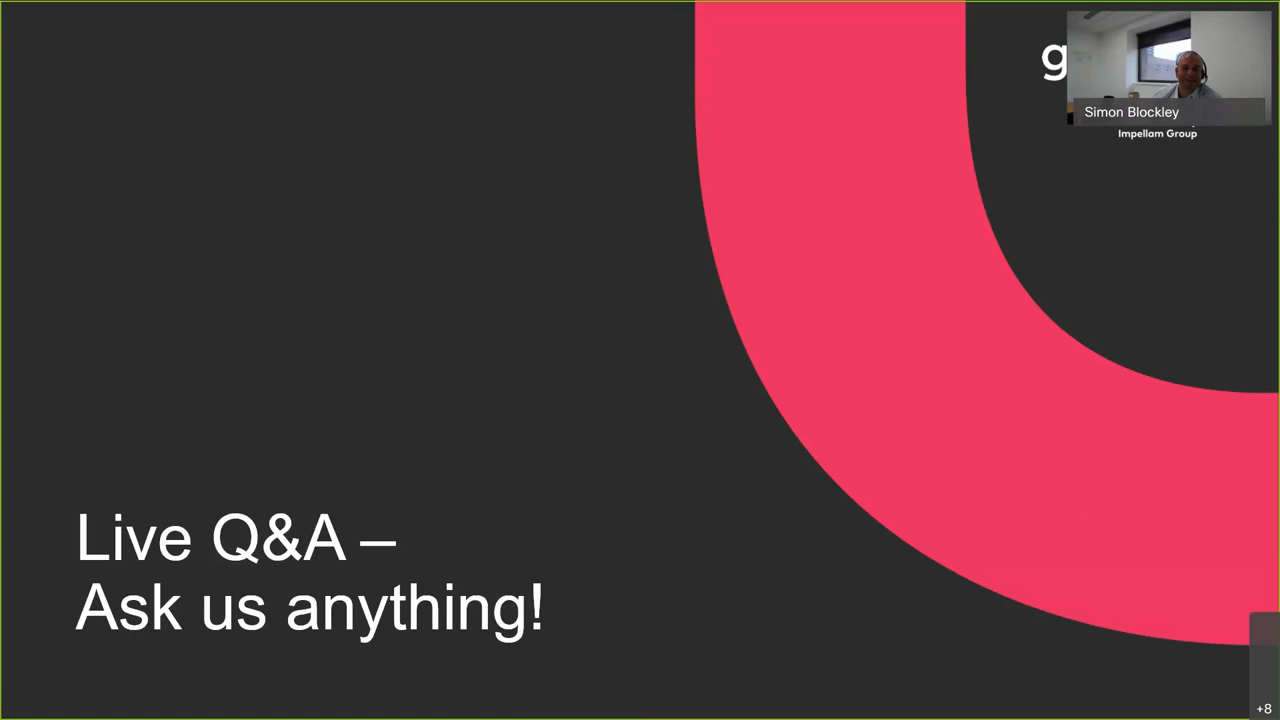 g
Simon Blockley
Impellam Group
Live Q&A –
Ask us anything!
+8